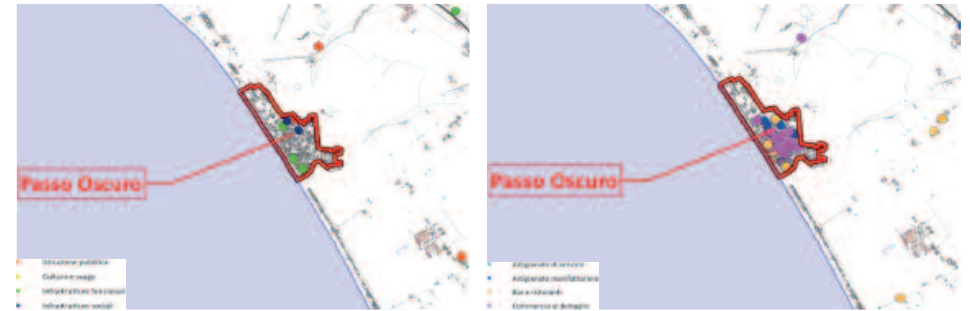 Passo Oscuro
Istruzione pubblica
Cultura e svago
Infrastrutture funzionali
Infrastrutture sociali
Passo Oscuro
Artigianato di servizio
Artigianato manifatturiero
Bar e ristoranti
Commercio al dettaglio